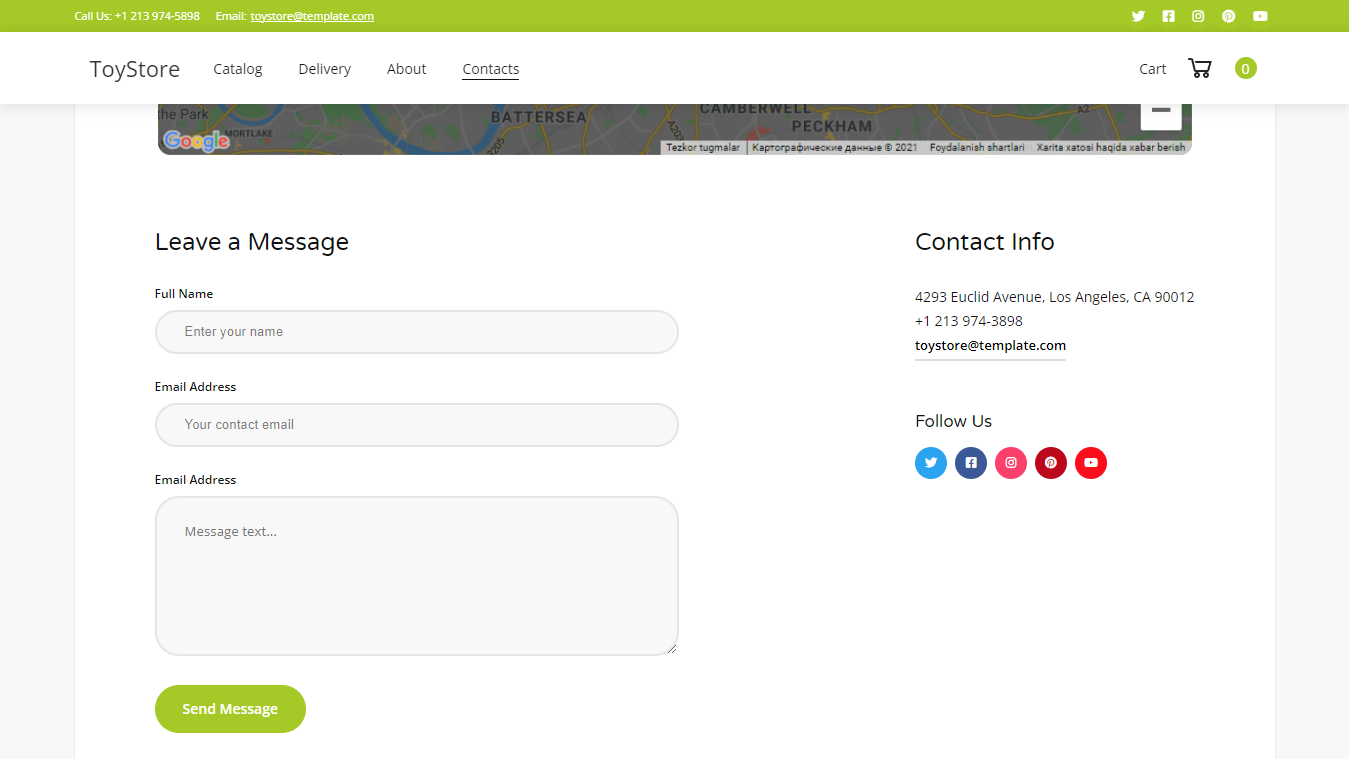 Call Us: +1 213 974-5898 Email: toystore@template.com
ToyStore Catalog Delivery About Contacts Cart 0
the Park
BATTERSEA
CAMBERWELL
A2
PECKHAM
MORTLAKE
A205
A202
Google
Tezkor tugmalar Картографические данные © 2021 Foydalanish shartlari Xarita xatosi haqida xabar berish
Leave a Message
Full Name
Enter your name
Email Address
Your contact email
Email Address
Message text...
Send Message
Contact Info
4293 Euclid Avenue, Los Angeles, CA 90012
+1 213 974-3898
toystore@template.com
Follow Us